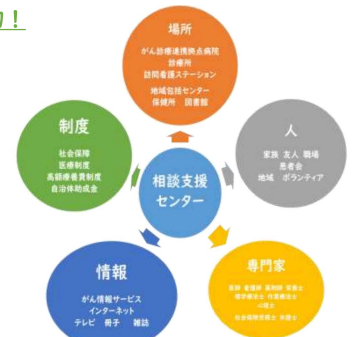 場所
がん診療連携拠点病院
診療所
訪問看護ステーション
地域包括センター
保健所 図書館
制度
社会保障
医療制度
高額療養費制度
自治体助成金
人
家族 友人 職場
患者会
地域 ボランティア
相談支援
センター
情報
がん情報サービス
インターネット
テレビ 冊子 雑誌
専門家
医師 看護師 薬剤師 栄養士
理学療法士 作業療法士
心理士
社会保険労務士 弁護士